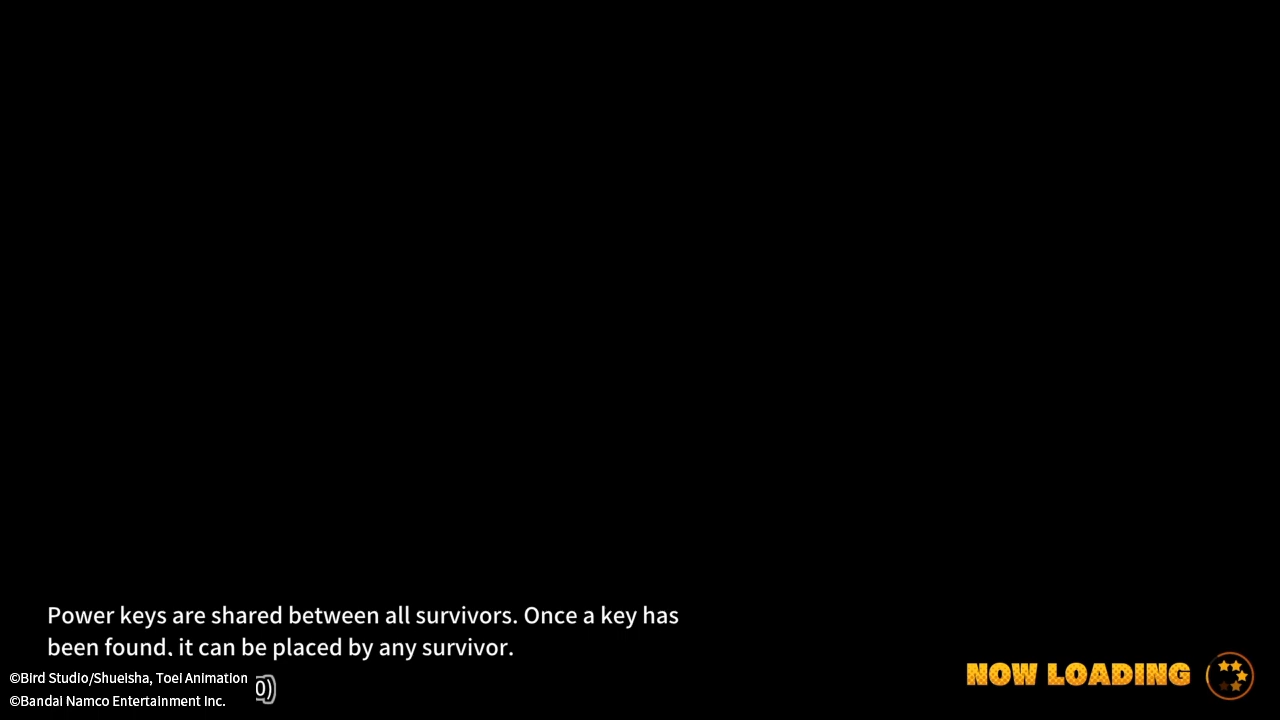 Power keys are shared between all survivors. Once a key has
been found, it can be placed by any survivor.
©Bird Studio/Shueisha, Toei Animation
©Bandai Namco Entertainment Inc.
NOW LOADING